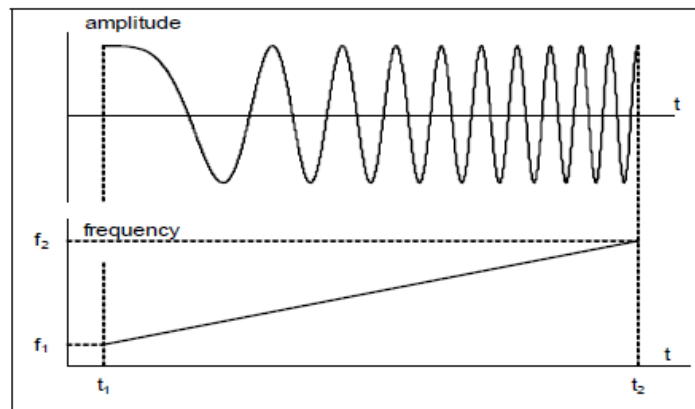 amplitude
t
frequency
f₂
f₁
t
t₁
t₂